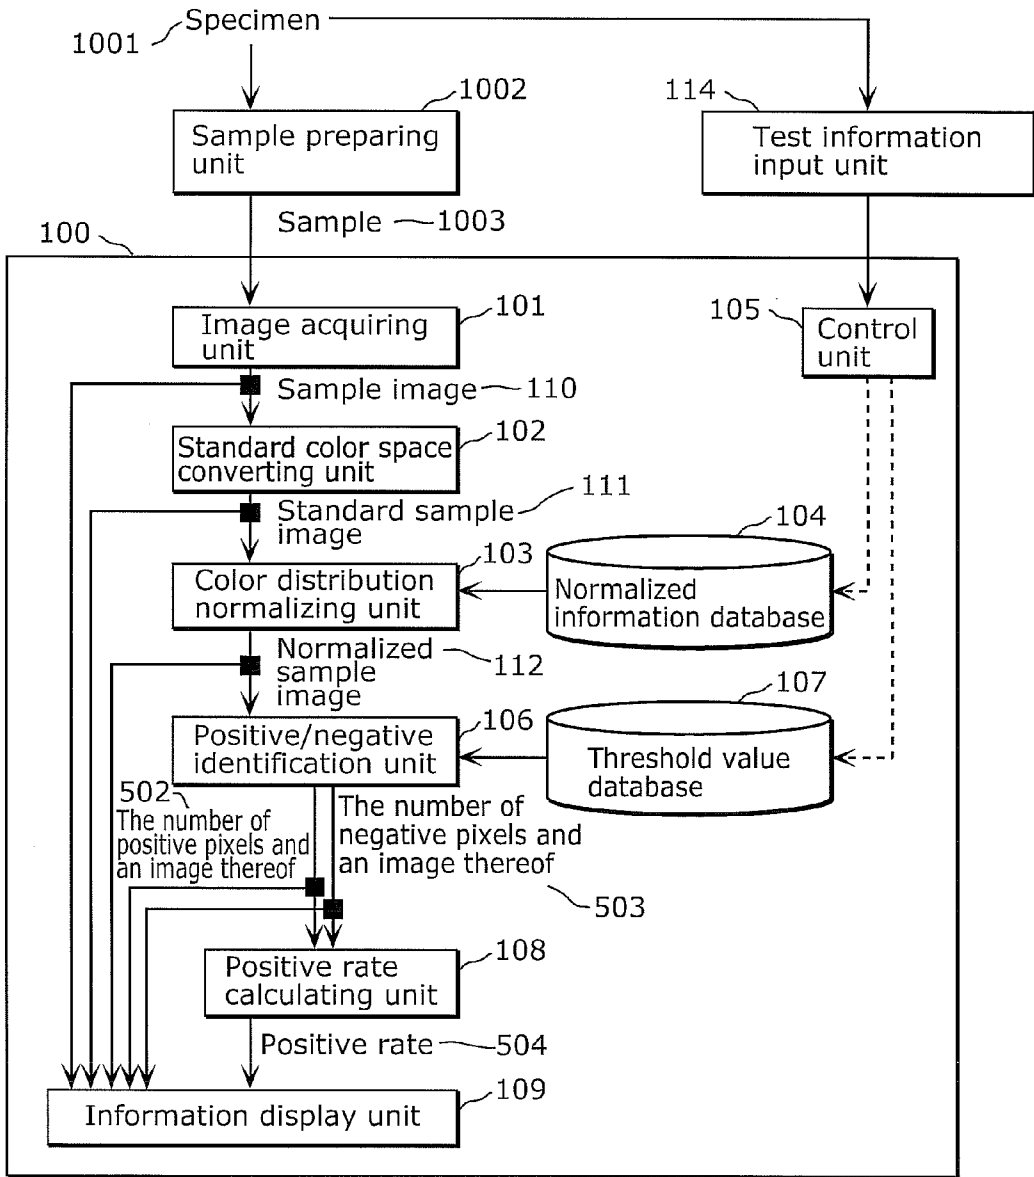 Specimen
1001
1002
114
Sample preparing
unit
Test information
input unit
Sample
1003
100
101
Image acquiring
unit
105
Control
unit
Sample image
110
102
Standard color space
converting unit
111
Standard sample
image
103
104
Color distribution
normalizing unit
Normalized
information database
Normalized
sample
image
112
107
106
Positive/negative
identification unit
Threshold value
database
502
The number of
positive pixels and
an image thereof
The number of
negative pixels and
an image thereof
503
108
Positive rate
calculating unit
Positive rate
504
109
Information display unit